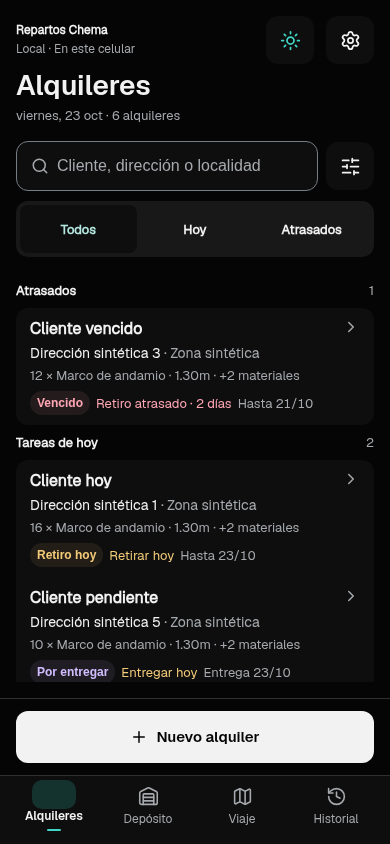 Repartos Chema
Local · En este celular
Alquileres
viernes, 23 oct · 6 alquileres
Cliente, dirección o localidad
Todos
Hoy
Atrasados
Atrasados 1
Cliente vencido
Dirección sintética 3 · Zona sintética
12 × Marco de andamio · 1.30m · +2 materiales
Vencido Retiro atrasado · 2 días Hasta 21/10
Tareas de hoy 2
Cliente hoy
Dirección sintética 1 · Zona sintética
16 × Marco de andamio · 1.30m · +2 materiales
Retiro hoy Retirar hoy Hasta 23/10
Cliente pendiente
Dirección sintética 5 · Zona sintética
10 × Marco de andamio · 1.30m · +2 materiales
Por entregar Entregar hoy Entrega 23/10
Nuevo alquiler
Alquileres
Depósito
Viaje
Historial